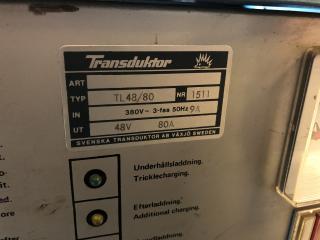 Transduktor
ART
TYP TL48/80 NR 1511
IN 380V- 3-fas 50Hz 9A
UT 48V 80A
SVENSKA TRANSDUKTOR AB VÄXJÖ SWEDEN
Underhållsladdning.
Tricklecharging.
Efterladdning.
Additional charging.